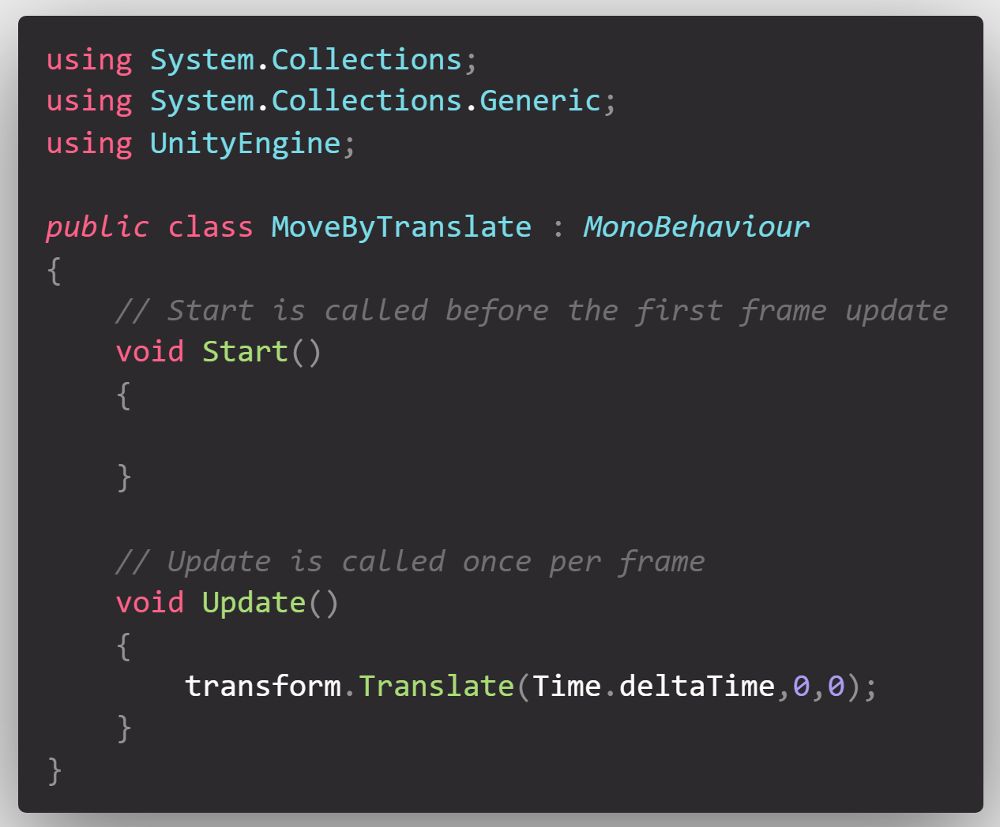 using System.Collections;
using System.Collections.Generic;
using UnityEngine;

public class MoveByTranslate : MonoBehaviour
{
    // Start is called before the first frame update
    void Start()
    {

    }

    // Update is called once per frame
    void Update()
    {
        transform.Translate(Time.deltaTime,0,0);
    }
}